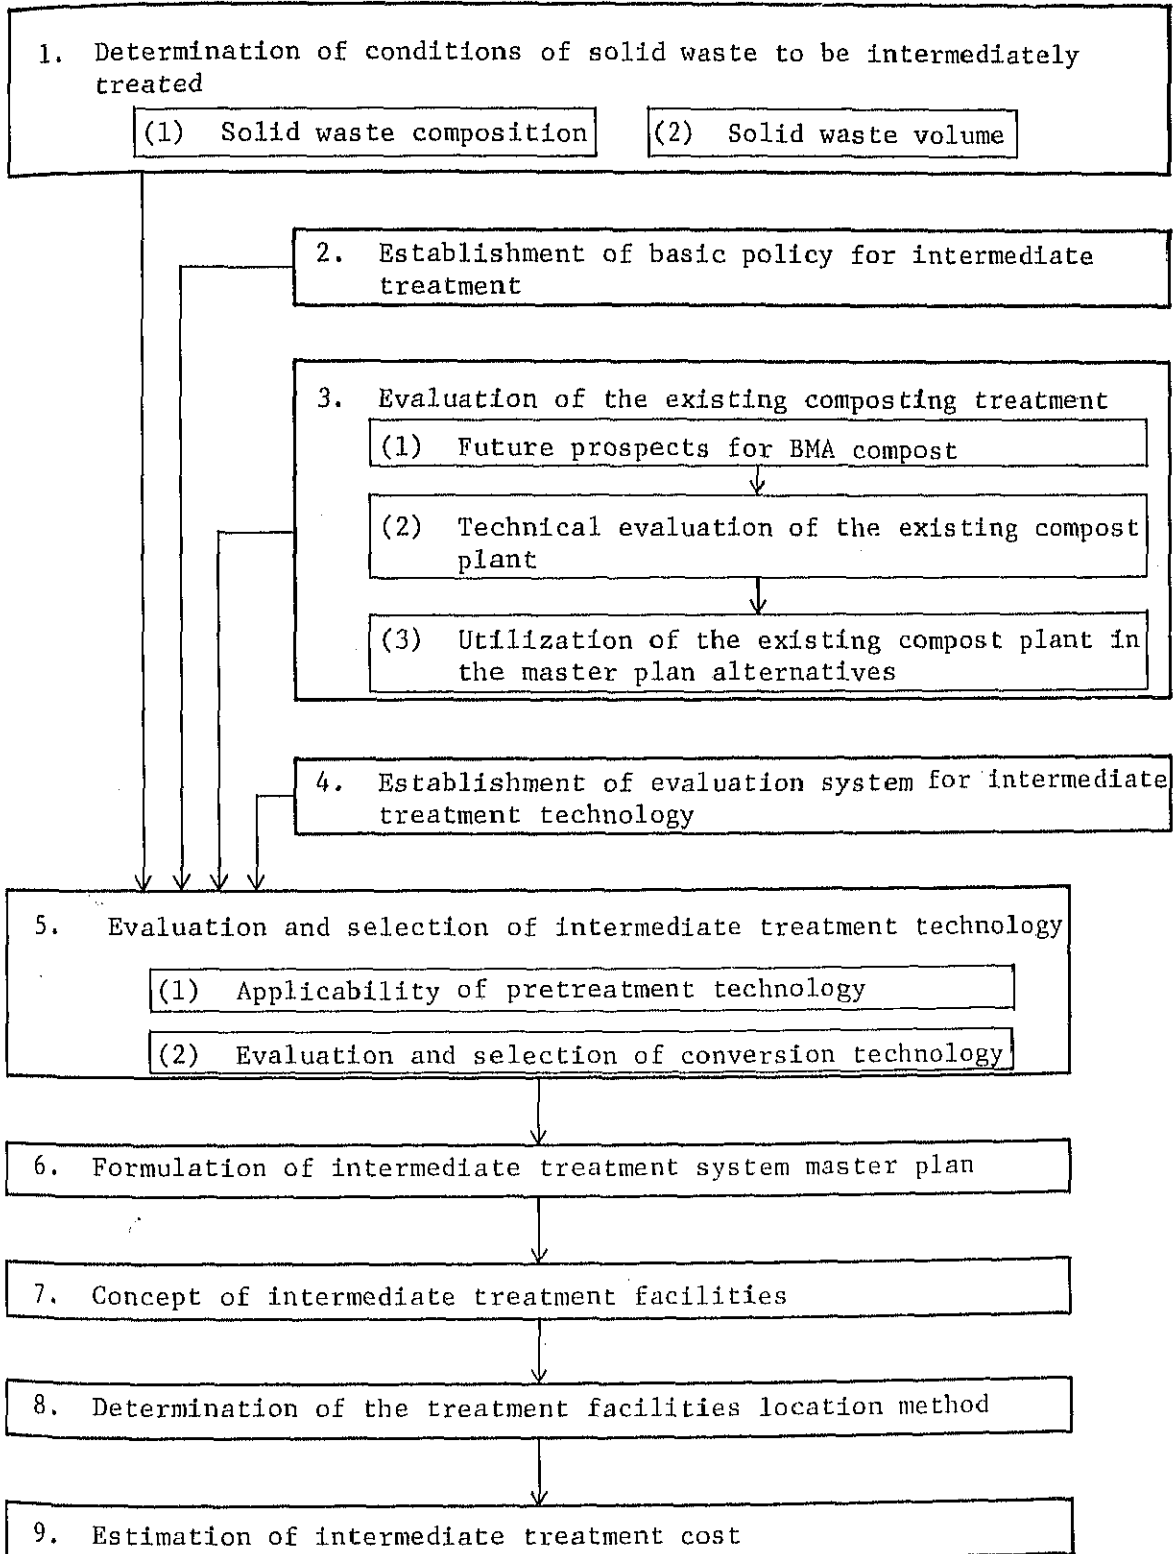 1. Determination of conditions of solid waste to be intermediately
treated
(1) Solid waste composition (2) Solid waste volume
2. Establishment of basic policy for intermediate
treatment
3. Evaluation of the existing composting treatment
(1) Future prospects for BMA compost
(2) Technical evaluation of the existing compost
plant
(3) Utilization of the existing compost plant in
the master plan alternatives
4. Establishment of evaluation system for intermediate
treatment technology
5. Evaluation and selection of intermediate treatment technology
(1) Applicability of pretreatment technology
(2) Evaluation and selection of conversion technology
6. Formulation of intermediate treatment system master plan
7. Concept of intermediate treatment facilities
8. Determination of the treatment facilities location method
9. Estimation of intermediate treatment cost